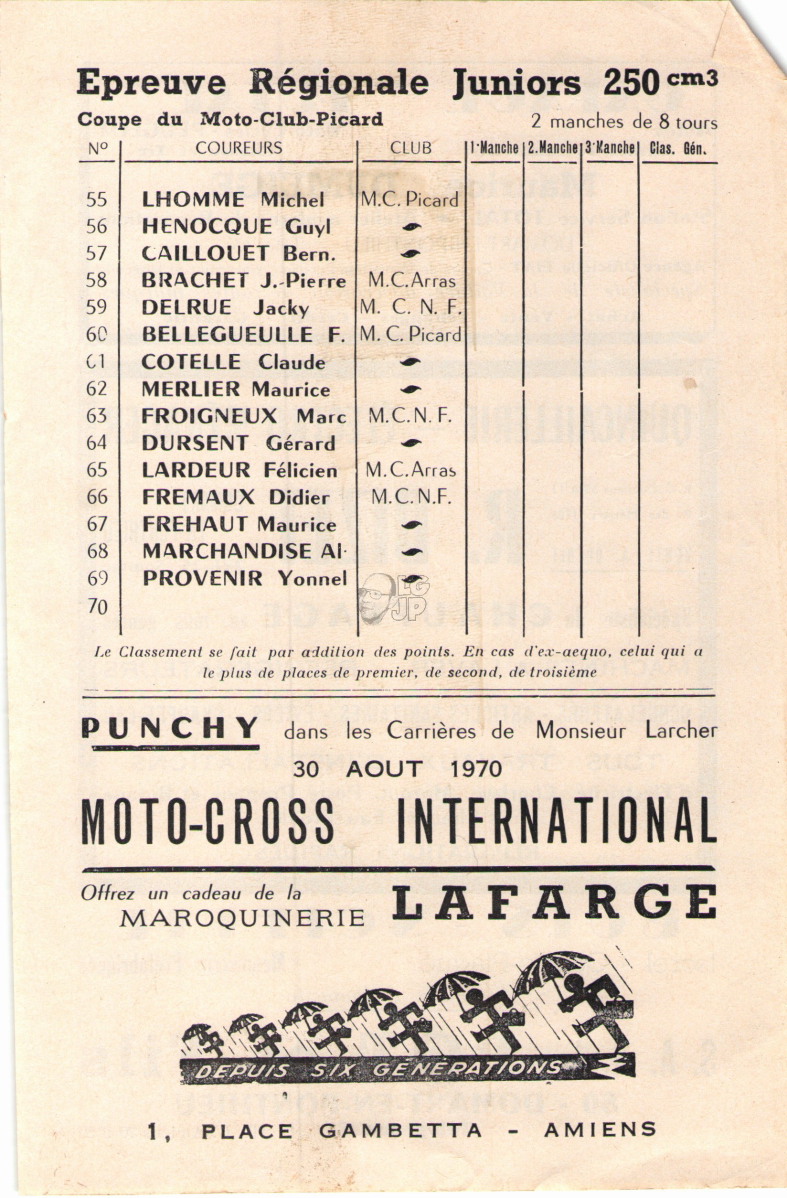 Epreuve Régionale Juniors 250 cm3
Coupe du Moto-Club-Picard 2 manches de 8 tours
No COUREURS CLUB 1·Manche 2.Manche 3·Manche Clas. Gén.
55 LHOMME Michel M.C. Picard
56 HENOCQUE Guyl
57 CAILLOUET Bern.
58 BRACHET J.-Pierre M.C.Arras
59 DELRUE Jacky M. C. N. F.
60 BELLEGUEULLE F. M. C. Picard
61 COTELLE Claude
62 MERLIER Maurice
63 FROIGNEUX Marc M.C.N.F.
64 DURSENT Gérard
65 LARDEUR Félicien M.C.Arras
66 FREMAUX Didier M.C.N.F.
67 FREHAUT Maurice
68 MARCHANDISE Al·
69 PROVENIR Yonnel
70
LG
JP
Le Classement se fait par addition des points. En cas d'ex-aequo, celui qui a
le plus de places de premier, de second, de troisième
PUNCHY dans les Carrières de Monsieur Larcher
30 AOUT 1970
MOTO-CROSS INTERNATIONAL
Offrez un cadeau de la
MAROQUINERIE LAFARGE
DEPUIS SIX GÉNÉRATIONS
1, PLACE GAMBETTA - AMIENS